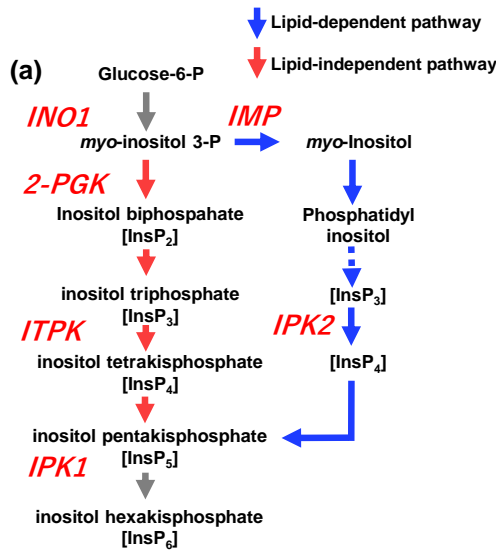 Lipid-dependent pathway
Lipid-independent pathway
(a)
Glucose-6-P
INO1
IMP
myo-inositol 3-P
myo-Inositol
2-PGK
Inositol biphospahate
[InsP2]
Phosphatidyl
inositol
inositol triphosphate
[InsP3]
[InsP3]
ITPK
IPK2
inositol tetrakisphosphate
[InsP4]
[InsP4]
inositol pentakisphosphate
[InsP5]
IPK1
inositol hexakisphosphate
[InsP6]